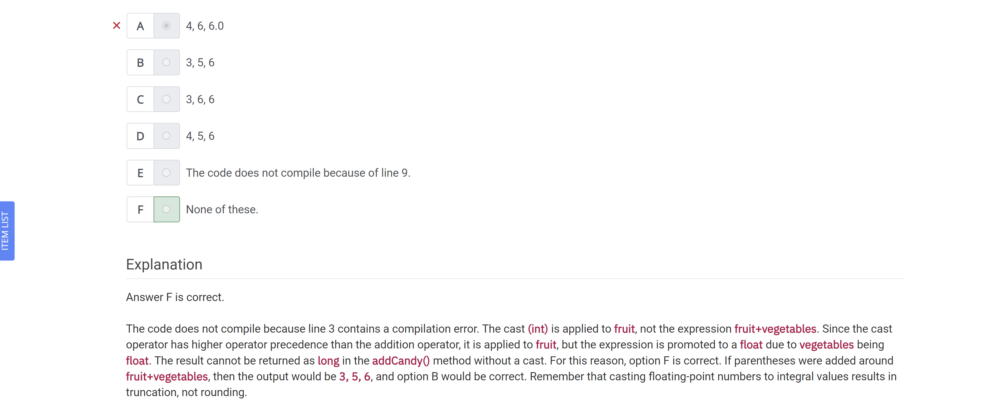 A 4, 6, 6.0
B 3, 5, 6
C 3, 6, 6
D 4, 5, 6
E The code does not compile because of line 9.
F None of these.
ITEM LIST
Explanation
Answer F is correct.
The code does not compile because line 3 contains a compilation error. The cast (int) is applied to fruit, not the expression fruit+vegetables. Since the cast
operator has higher operator precedence than the addition operator, it is applied to fruit, but the expression is promoted to a float due to vegetables being
float. The result cannot be returned as long in the addCandy() method without a cast. For this reason, option F is correct. If parentheses were added around
fruit+vegetables, then the output would be 3, 5, 6, and option B would be correct. Remember that casting floating-point numbers to integral values results in
truncation, not rounding.